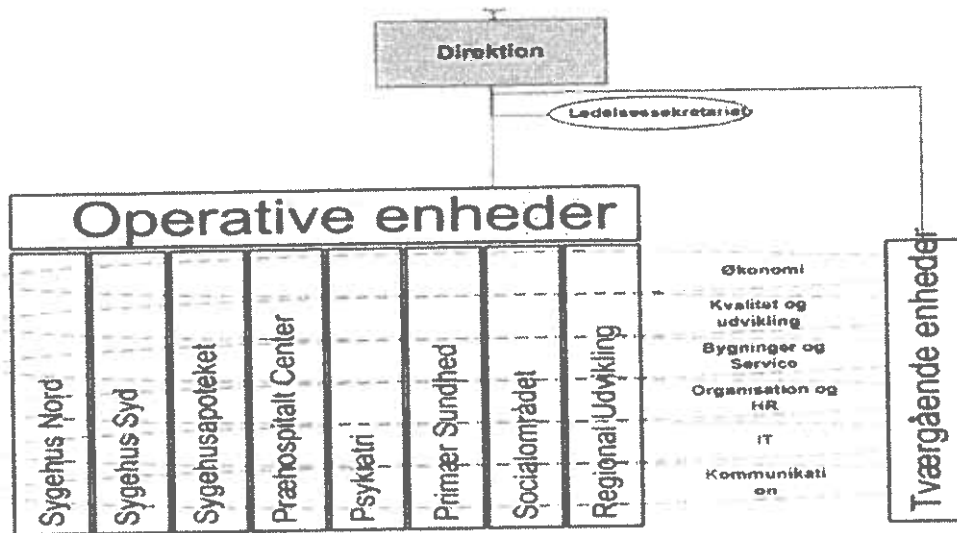 Direktion
Ledelsessekretariat
Operative enheder
Sygehus Nord
Sygehus Syd
Sygehusapoteket
Præhospitalt Center
Psykiatri
Primær Sundhed
Socialområdet
Regional Udvikling
Økonomi
Kvalitet og
udvikling
Bygninger og
Service
Organisation og
HR
IT
Kommunikati
on
Tværgående enheder